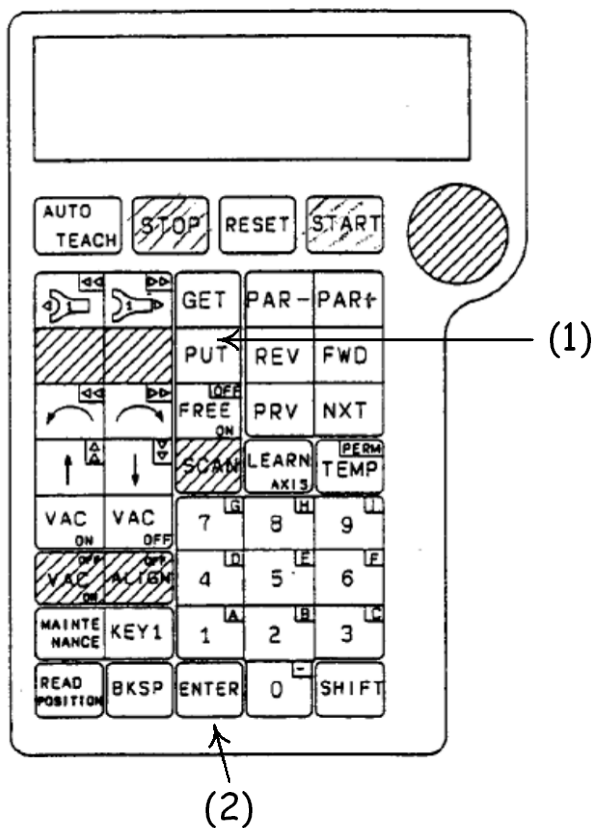 AUTO TEACH STOP RESET START
1 1 GET PAR- PAR+
PUT REV FWD (1)
OFF FREE ON PRV NXT
SCAN LEARN AXIS PERM TEMP
VAC ON VAC OFF 7 G 8 H 9 I
OFF VAC ON OFF ALIGN 4 D 5 E 6 F
MAINTE NANCE KEY1 1 A 2 B 3 C
READ POSITION BKSP ENTER 0 - SHIFT
(2)